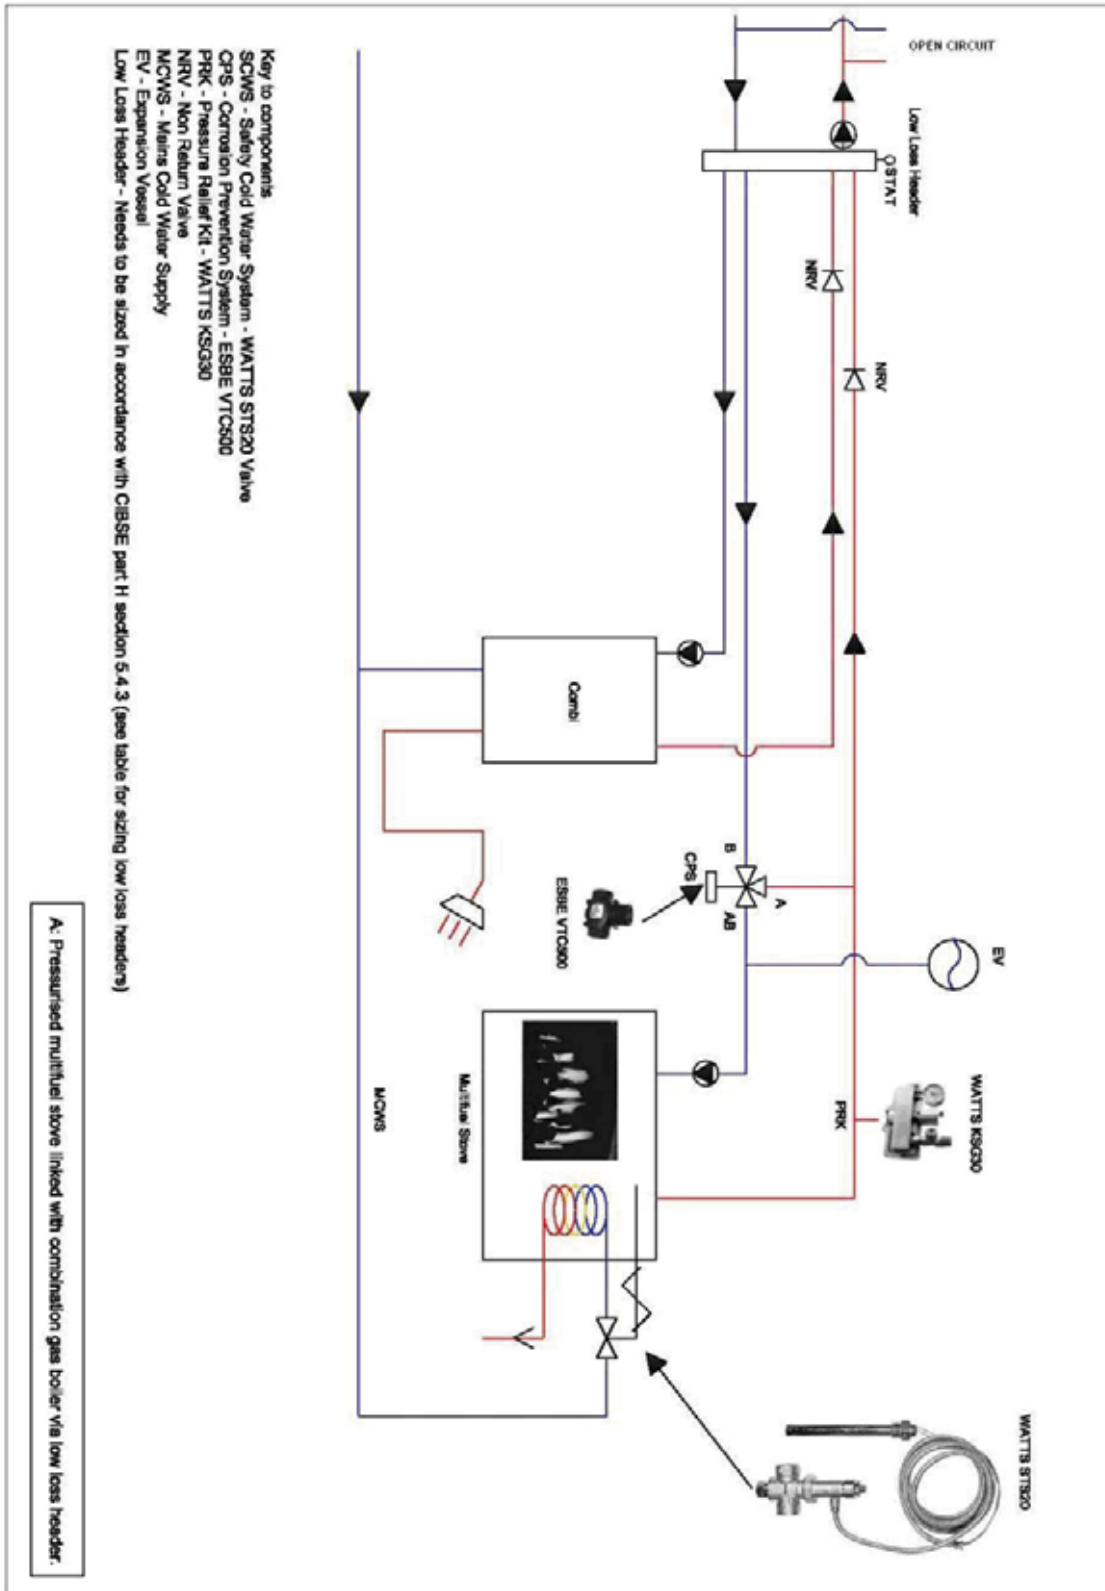 OPEN CIRCUIT
Low Loss Header
STAT
NRV
NRV
Combi
B
A
AB
CPS
ESBE VTC500
EV
WATTS KSG30
PRK
Multifuel Stove
MCWS
WATTS STS20
Key to components
SCWS - Safety Cold Water System - WATTS STS20 Valve
CPS - Corrosion Prevention System - ESBE VTC500
PRK - Pressure Relief Kit - WATTS KSG30
NRV - Non Return Valve
MCWS - Mains Cold Water Supply
EV - Expansion Vessel
Low Loss Header - Needs to be sized in accordance with CIBSE part H section 5.4.3 (see table for sizing low loss headers)
A: Pressurised multifuel stove linked with combination gas boiler via low loss header.